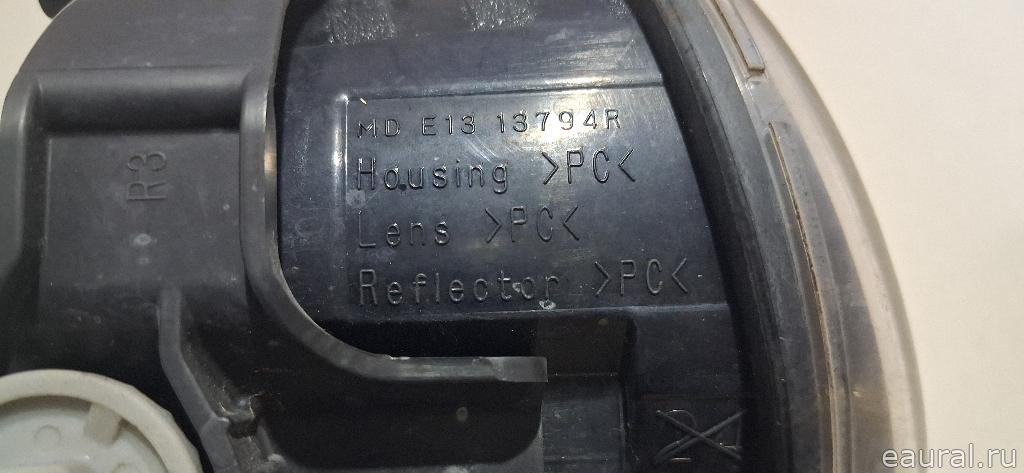 MD E13 13794R
Housing >PC<
Lens >PC<
Reflector >PC<
R3
eaural.ru